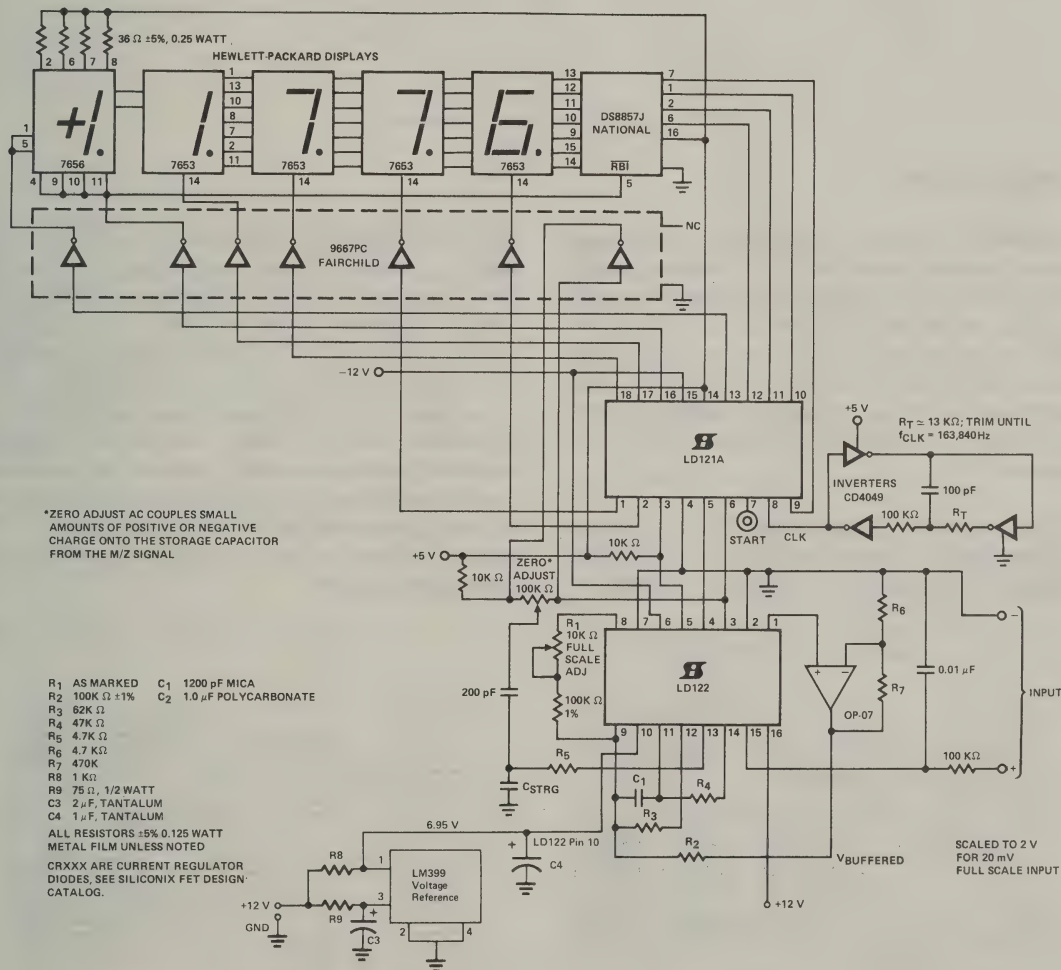 36 Ω ±5%, 0.25 WATT
HEWLETT-PACKARD DISPLAYS
2 6 7 8
1
5
+1.
7656
4 9 10 11
1.
7653
14
1
13
10
8
7
2
11
7.
7653
14
7.
7653
14
6.
7653
14
13
12
11
10
9
15
14
DS8857J
NATIONAL
RBI
5
7
1
2
6
16
NC
9667PC
FAIRCHILD
−12 V
18 17 16 15 14 13 12 11 10
LD121A
1 2 3 4 5 6 7 8 9
START
CLK
+5 V
RT ≃ 13 KΩ; TRIM UNTIL
fCLK = 163,840Hz
INVERTERS
CD4049
100 pF
100 KΩ
RT
*ZERO ADJUST AC COUPLES SMALL
AMOUNTS OF POSITIVE OR NEGATIVE
CHARGE ONTO THE STORAGE CAPACITOR
FROM THE M/Z SIGNAL
+5 V
10K Ω
10K Ω
ZERO*
ADJUST
100K Ω
R1
10K Ω
FULL
SCALE
ADJ
100K Ω
1%
200 pF
8 7 6 5 4 3 2 1
LD122
9 10 11 12 13 14 15 16
R6
R7
+ −
OP-07
0.01 µF
−
INPUT
+
100 KΩ
R5
CSTRG
C1
R4
R3
R2
VBUFFERED
+12 V
SCALED TO 2 V
FOR 20 mV
FULL SCALE INPUT
R1 AS MARKED C1 1200 pF MICA
R2 100K Ω ±1% C2 1.0 µF POLYCARBONATE
R3 62K Ω
R4 47K Ω
R5 4.7K Ω
R6 4.7 KΩ
R7 470K
R8 1 KΩ
R9 75 Ω, 1/2 WATT
C3 2 µF, TANTALUM
C4 1 µF, TANTALUM
ALL RESISTORS ±5% 0.125 WATT
METAL FILM UNLESS NOTED
CRXXX ARE CURRENT REGULATOR
DIODES, SEE SILICONIX FET DESIGN
CATALOG.
6.95 V
LD122 Pin 10
+
C4
R8
1
LM399
Voltage
Reference
3
2 4
+12 V
GND
R9
+
C3